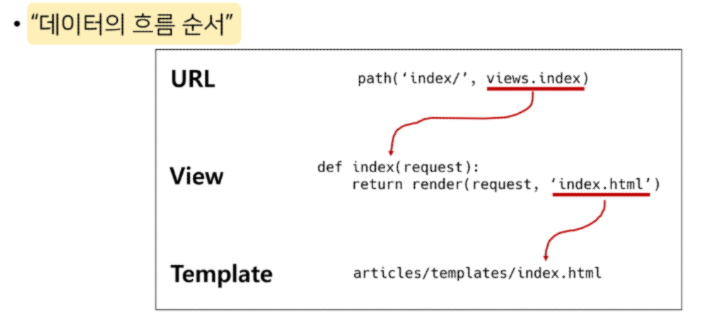 • “데이터의 흐름 순서”
URL path(‘index/’, views.index)
def index(request):
View
return render(request, ‘index.html’)
Template articles/templates/index.html